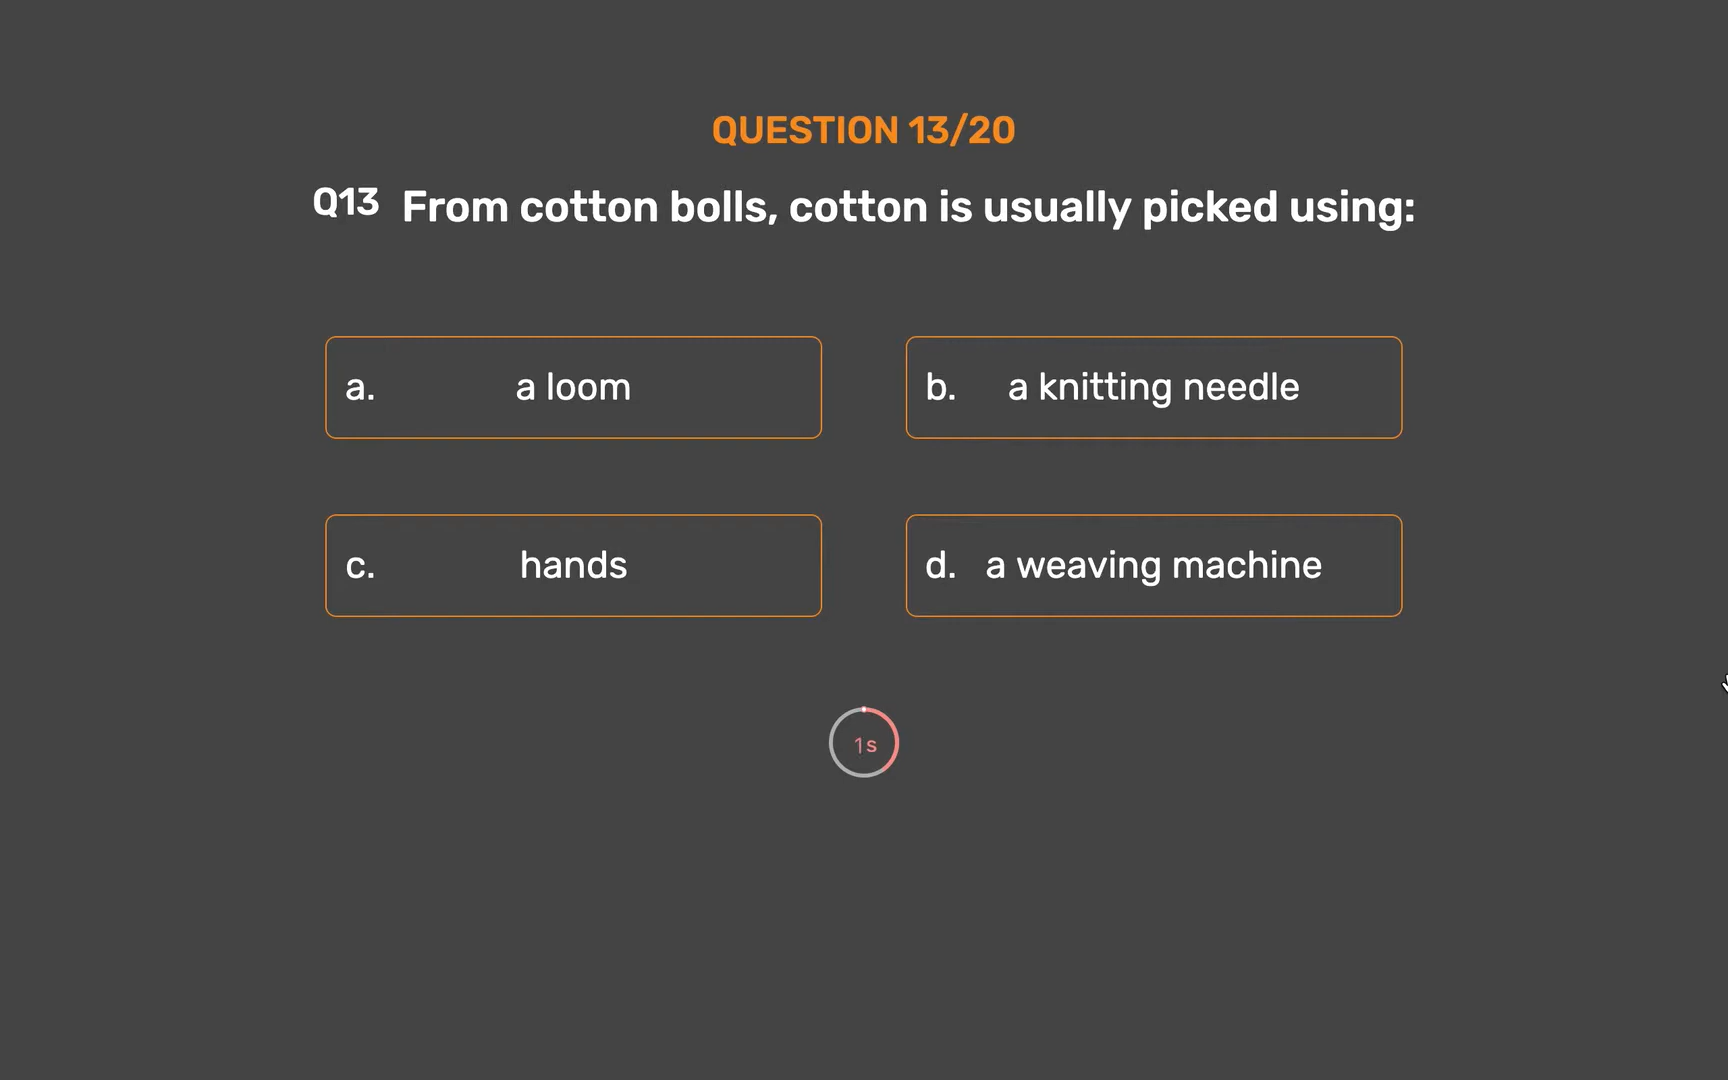 QUESTION 13/20
Q13 From cotton bolls, cotton is usually picked using:
a. a loom
b. a knitting needle
c. hands
d. a weaving machine
1s